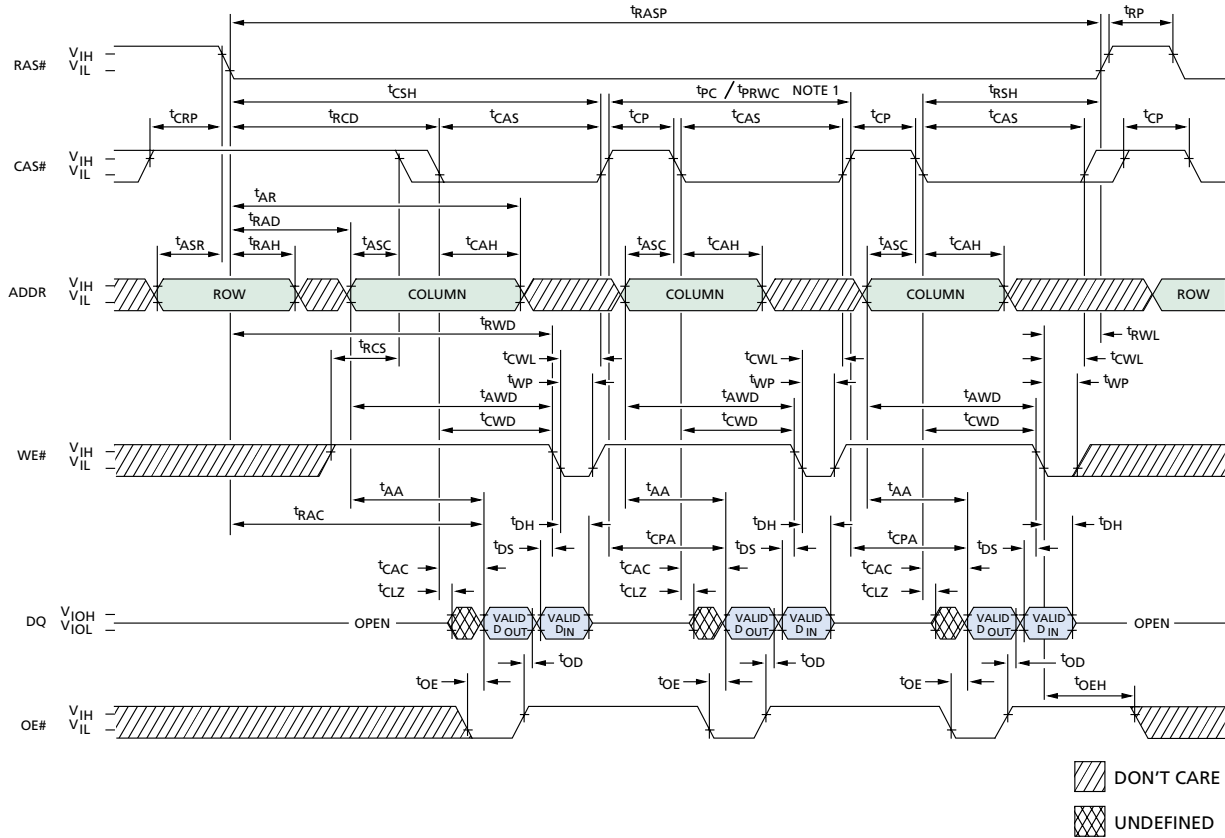 tRASP tRP
RAS# VIH
VIL
tCSH tPC / tPRWC NOTE 1 tRSH
tCRP tRCD tCAS tCP tCAS tCP tCAS tCP
CAS# VIH
VIL
tAR
tRAD
tASR tRAH tASC tCAH tASC tCAH tASC tCAH
ADDR VIH
VIL
ROW COLUMN COLUMN COLUMN ROW
tRWD tRWL
tRCS tCWL tCWL tCWL
tWP tWP tWP
tAWD tAWD tAWD
tCWD tCWD tCWD
WE# VIH
VIL
tAA tAA tAA
tRAC tDH tDH tDH
tCPA tCPA
tDS tDS tDS
tCAC tCAC tCAC
tCLZ tCLZ tCLZ
DQ VIOH
VIOL
OPEN VALID DOUT VALID DIN VALID DOUT VALID DIN VALID DOUT VALID DIN OPEN
tOD tOD tOD
tOE tOE tOE tOEH
OE# VIH
VIL
DON'T CARE
UNDEFINED